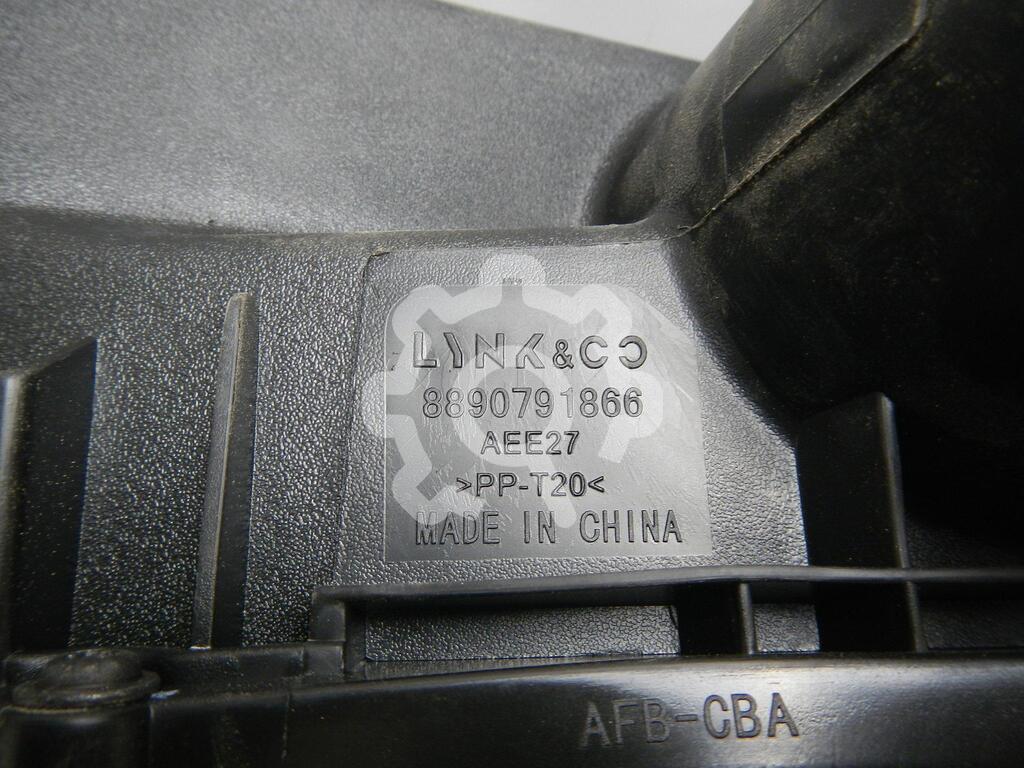 LYNK&CO
8890791866
AEE27
>PP-T20<
MADE IN CHINA
AFB-CBA